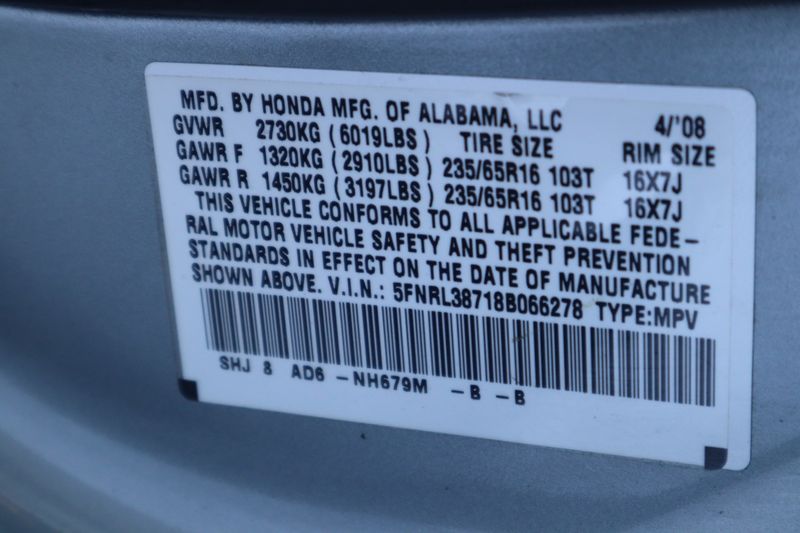 MFD. BY HONDA MFG. OF ALABAMA, LLC 4/'08
GVWR 2730KG (6019LBS) TIRE SIZE RIM SIZE
GAWR F 1320KG (2910LBS) 235/65R16 103T 16X7J
GAWR R 1450KG (3197LBS) 235/65R16 103T 16X7J
THIS VEHICLE CONFORMS TO ALL APPLICABLE FEDE-
RAL MOTOR VEHICLE SAFETY AND THEFT PREVENTION
STANDARDS IN EFFECT ON THE DATE OF MANUFACTURE
SHOWN ABOVE. V.I.N.: 5FNRL38718B066278 TYPE:MPV
SHJ 8 AD6 -NH679M -B -B